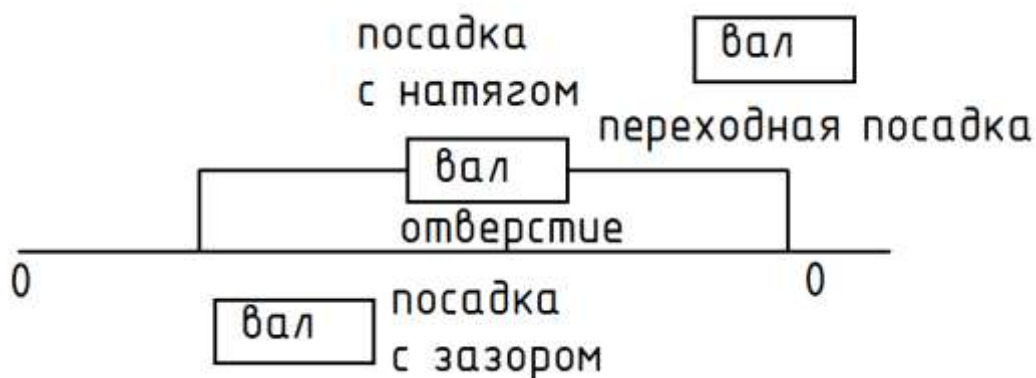 посадка
с натягом
вал
переходная посадка
вал
отверстие
0
0
вал
посадка
с зазором